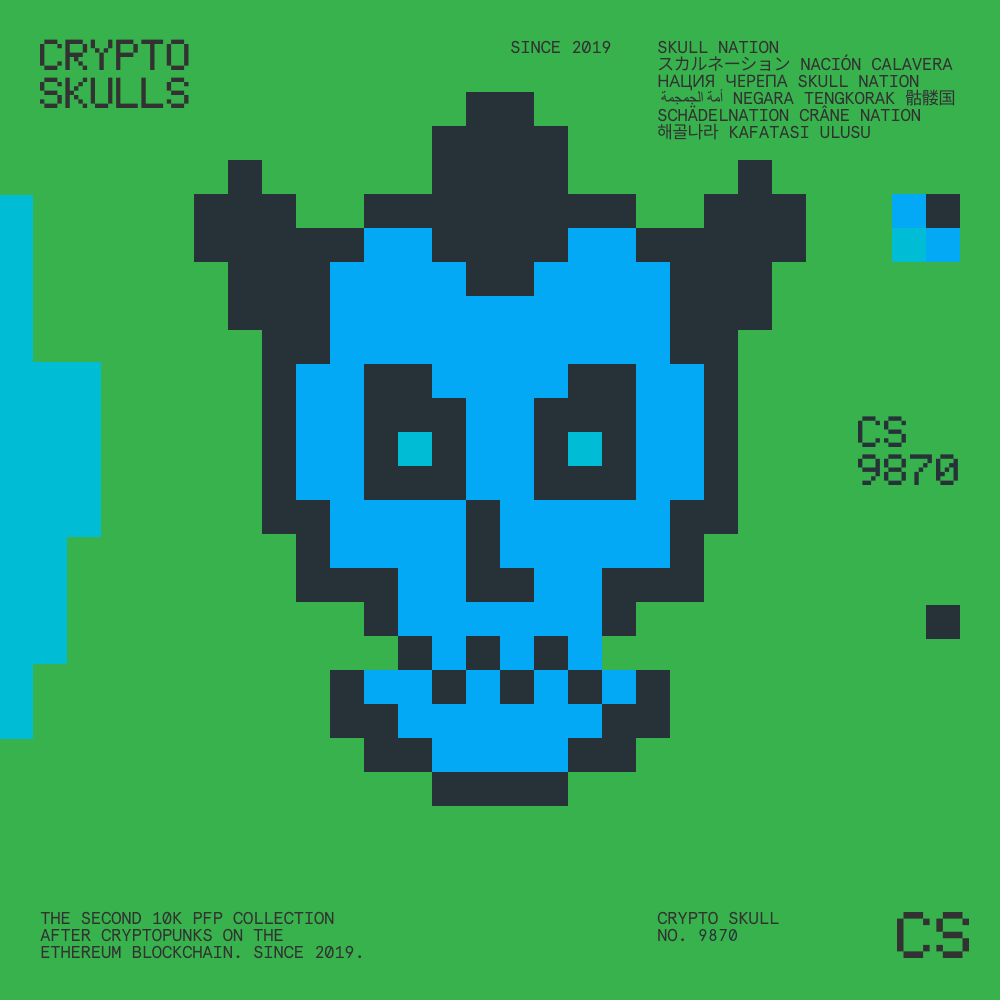 CRYPTO
SKULLS
SINCE 2019
SKULL NATION
スカルネーション NACIÓN CALAVERA
НАЦИЯ ЧЕРЕПА SKULL NATION
أمة الجمجمة NEGARA TENGKORAK 骷髅国
SCHÄDELNATION CRÂNE NATION
해골나라 KAFATASI ULUSU
CS
9870
THE SECOND 10K PFP COLLECTION
AFTER CRYPTOPUNKS ON THE
ETHEREUM BLOCKCHAIN. SINCE 2019.
CRYPTO SKULL
NO. 9870
CS